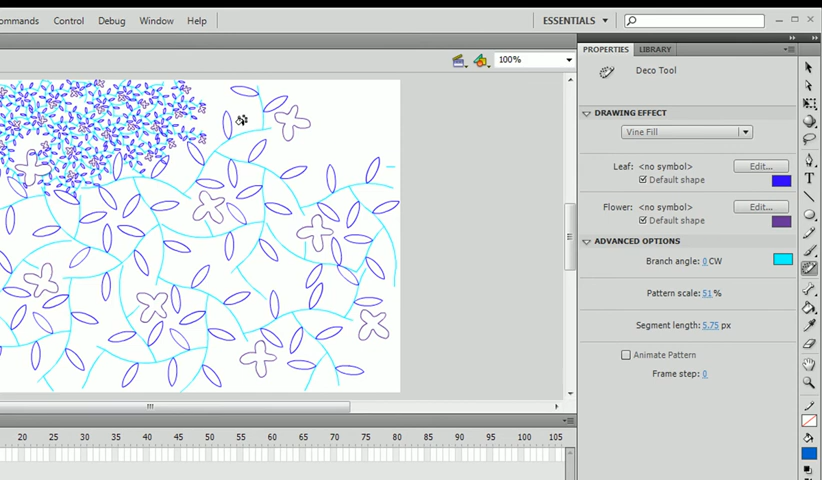 ommands Control Debug Window Help ESSENTIALS
PROPERTIES LIBRARY
100%
Deco Tool
DRAWING EFFECT
Vine Fill
Leaf: <no symbol> Edit...
Default shape
Flower: <no symbol> Edit...
Default shape
ADVANCED OPTIONS
Branch angle: 0 CW
Pattern scale: 51 %
Segment length: 5.75 px
Animate Pattern
Frame step: 0
20 25 30 35 40 45 50 55 60 65 70 75 80 85 90 95 100 105